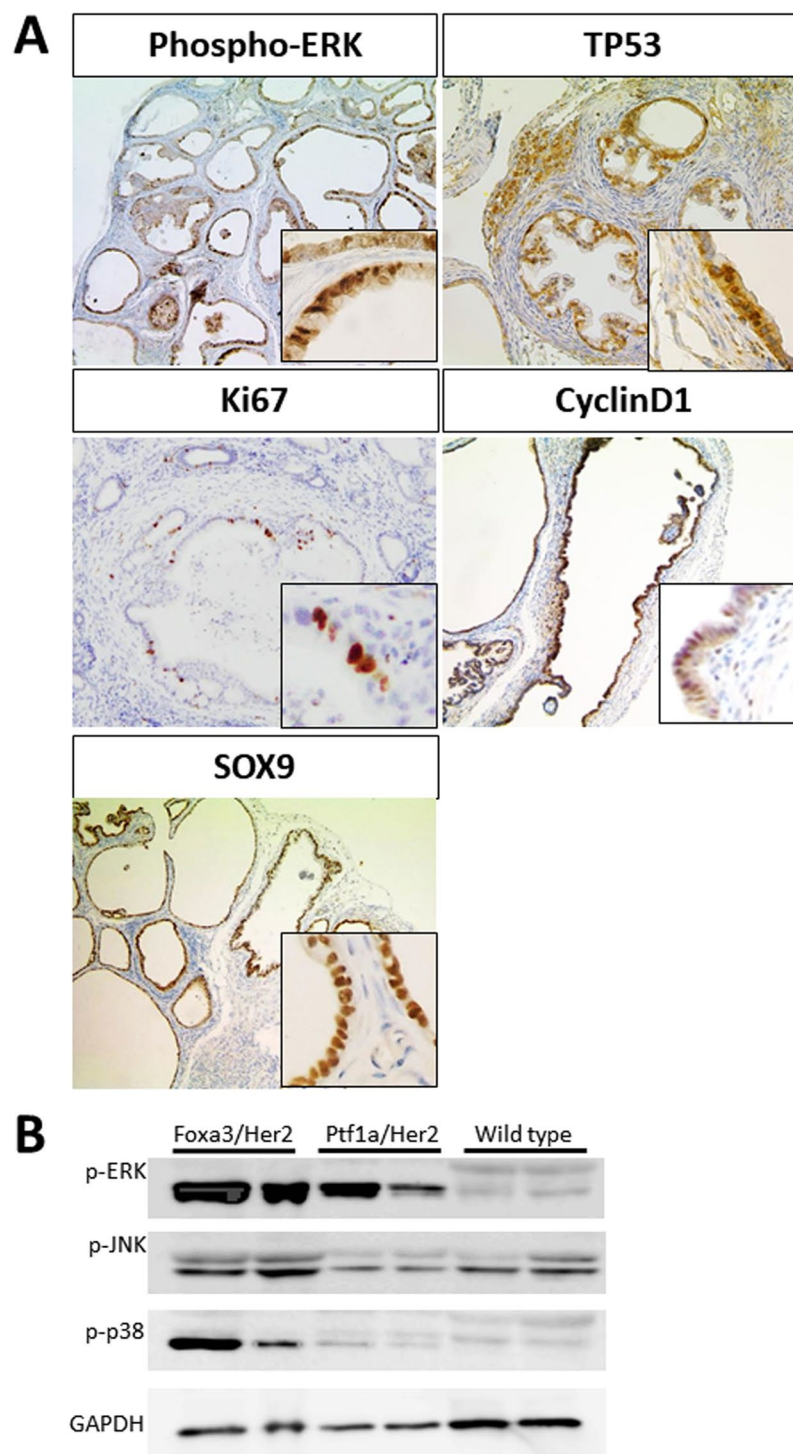 A
Phospho-ERK
TP53
Ki67
CyclinD1
SOX9
B
Foxa3/Her2
Ptf1a/Her2
Wild type
p-ERK
p-JNK
p-p38
GAPDH